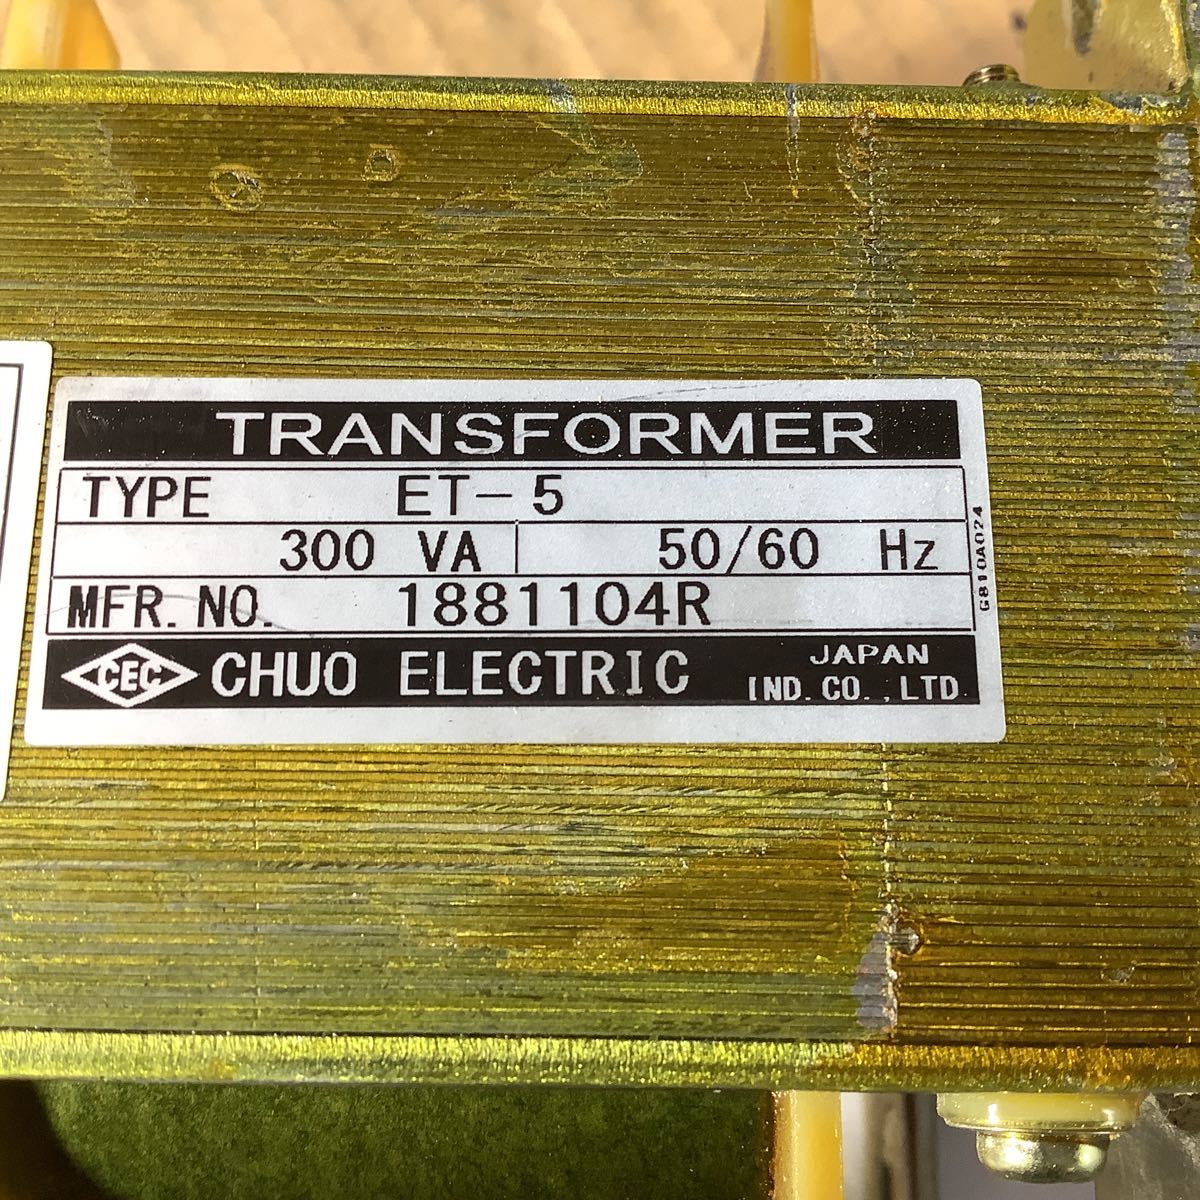 TRANSFORMER
TYPE ET-5
300 VA 50/60 Hz
MFR. NO. 1881104R
G810A024
CEC CHUO ELECTRIC JAPAN
IND. CO., LTD